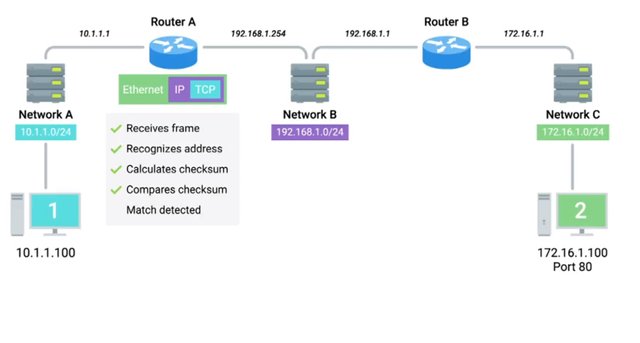 Router A
Router B
10.1.1.1
192.168.1.254
192.168.1.1
172.16.1.1
Ethernet IP TCP
Network A
10.1.1.0/24
Network B
192.168.1.0/24
Network C
172.16.1.0/24
Receives frame
Recognizes address
Calculates checksum
Compares checksum
Match detected
1
10.1.1.100
2
172.16.1.100
Port 80